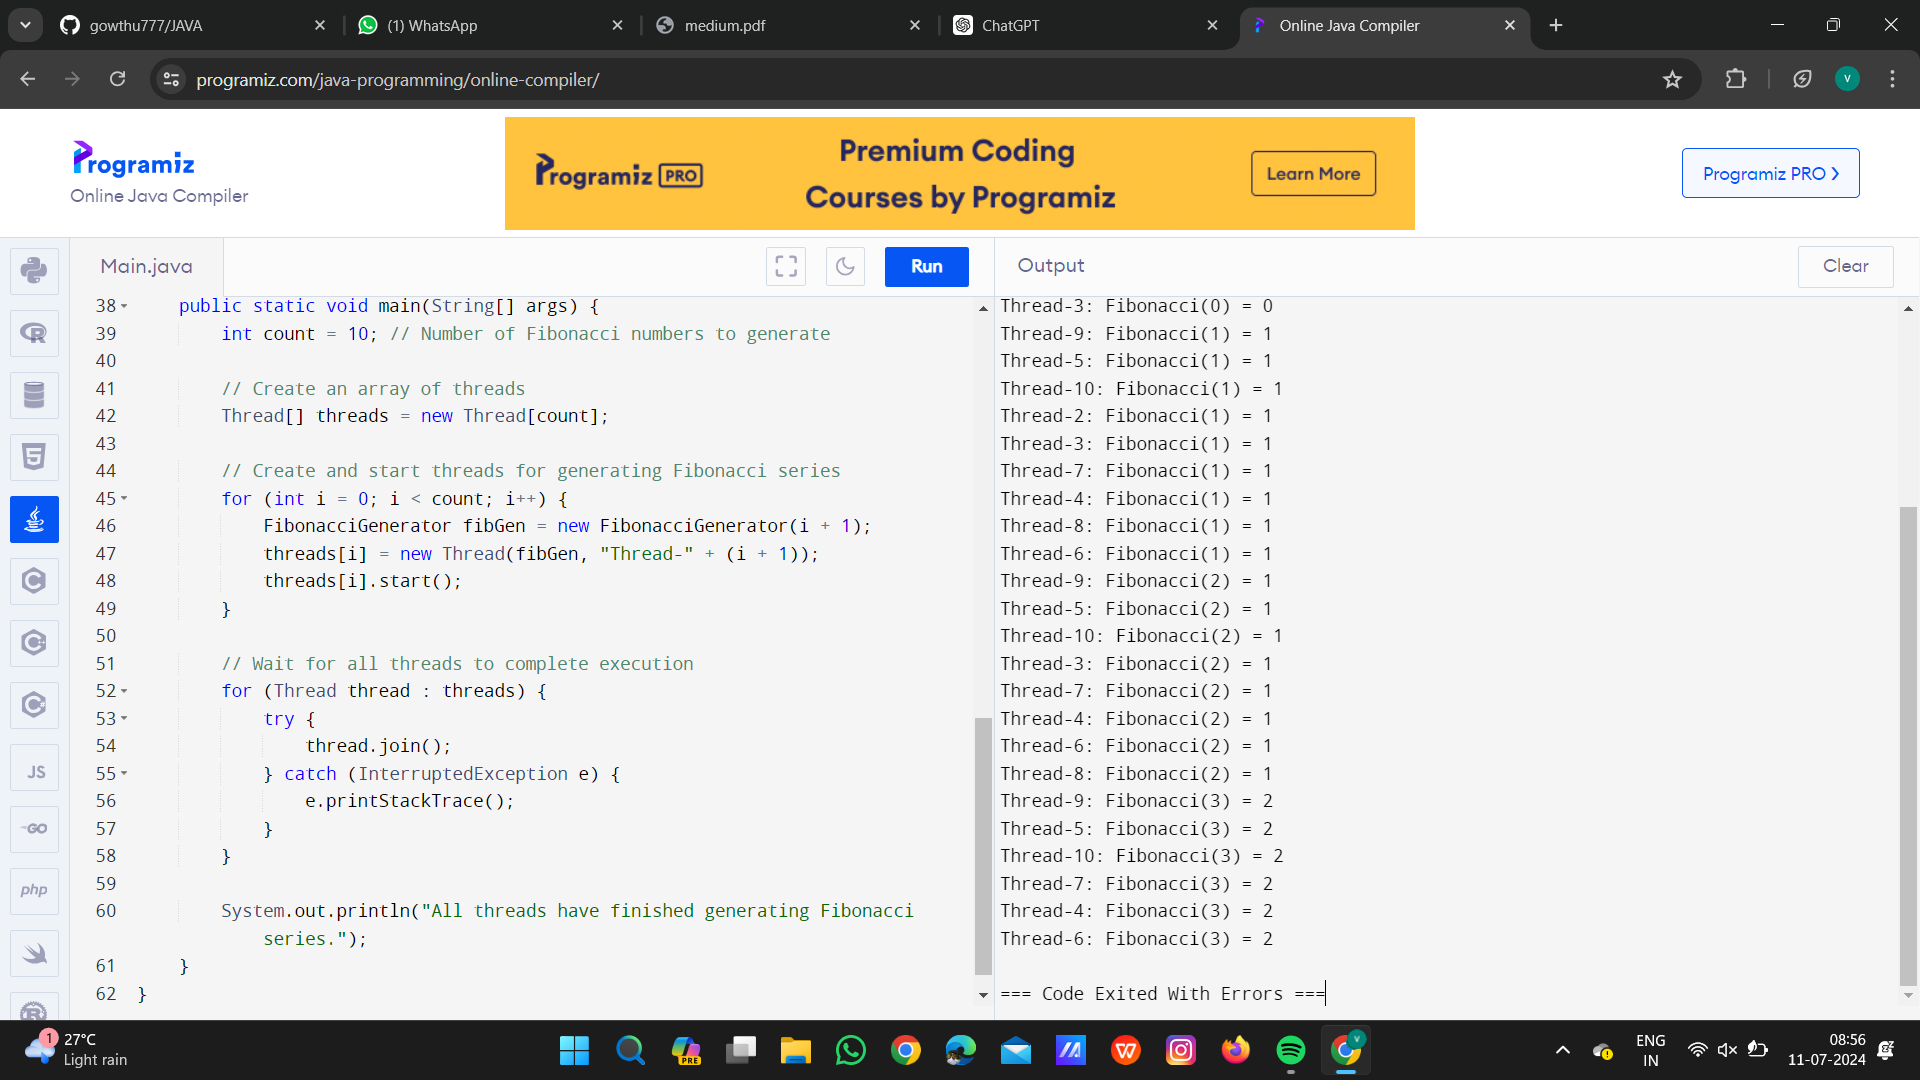 gowthu777/JAVA
(1) WhatsApp
medium.pdf
ChatGPT
Online Java Compiler
programiz.com/java-programming/online-compiler/
V
Programiz
Online Java Compiler
Programiz PRO
Premium Coding
Courses by Programiz
Learn More
Programiz PRO
Main.java
Run
Output
Clear
38 public static void main(String[] args) {
39 int count = 10; // Number of Fibonacci numbers to generate
40
41 // Create an array of threads
42 Thread[] threads = new Thread[count];
43
44 // Create and start threads for generating Fibonacci series
45 for (int i = 0; i < count; i++) {
46 FibonacciGenerator fibGen = new FibonacciGenerator(i + 1);
47 threads[i] = new Thread(fibGen, "Thread-" + (i + 1));
48 threads[i].start();
49 }
50
51 // Wait for all threads to complete execution
52 for (Thread thread : threads) {
53 try {
54 thread.join();
55 } catch (InterruptedException e) {
56 e.printStackTrace();
57 }
58 }
59
60 System.out.println("All threads have finished generating Fibonacci
series.");
61 }
62 }
Thread-3: Fibonacci(0) = 0
Thread-9: Fibonacci(1) = 1
Thread-5: Fibonacci(1) = 1
Thread-10: Fibonacci(1) = 1
Thread-2: Fibonacci(1) = 1
Thread-3: Fibonacci(1) = 1
Thread-7: Fibonacci(1) = 1
Thread-4: Fibonacci(1) = 1
Thread-8: Fibonacci(1) = 1
Thread-6: Fibonacci(1) = 1
Thread-9: Fibonacci(2) = 1
Thread-5: Fibonacci(2) = 1
Thread-10: Fibonacci(2) = 1
Thread-3: Fibonacci(2) = 1
Thread-7: Fibonacci(2) = 1
Thread-4: Fibonacci(2) = 1
Thread-6: Fibonacci(2) = 1
Thread-8: Fibonacci(2) = 1
Thread-9: Fibonacci(3) = 2
Thread-5: Fibonacci(3) = 2
Thread-10: Fibonacci(3) = 2
Thread-7: Fibonacci(3) = 2
Thread-4: Fibonacci(3) = 2
Thread-6: Fibonacci(3) = 2
=== Code Exited With Errors ===
JS
GO
php
1
27°C
Light rain
PRE
ENG
IN
08:56
11-07-2024